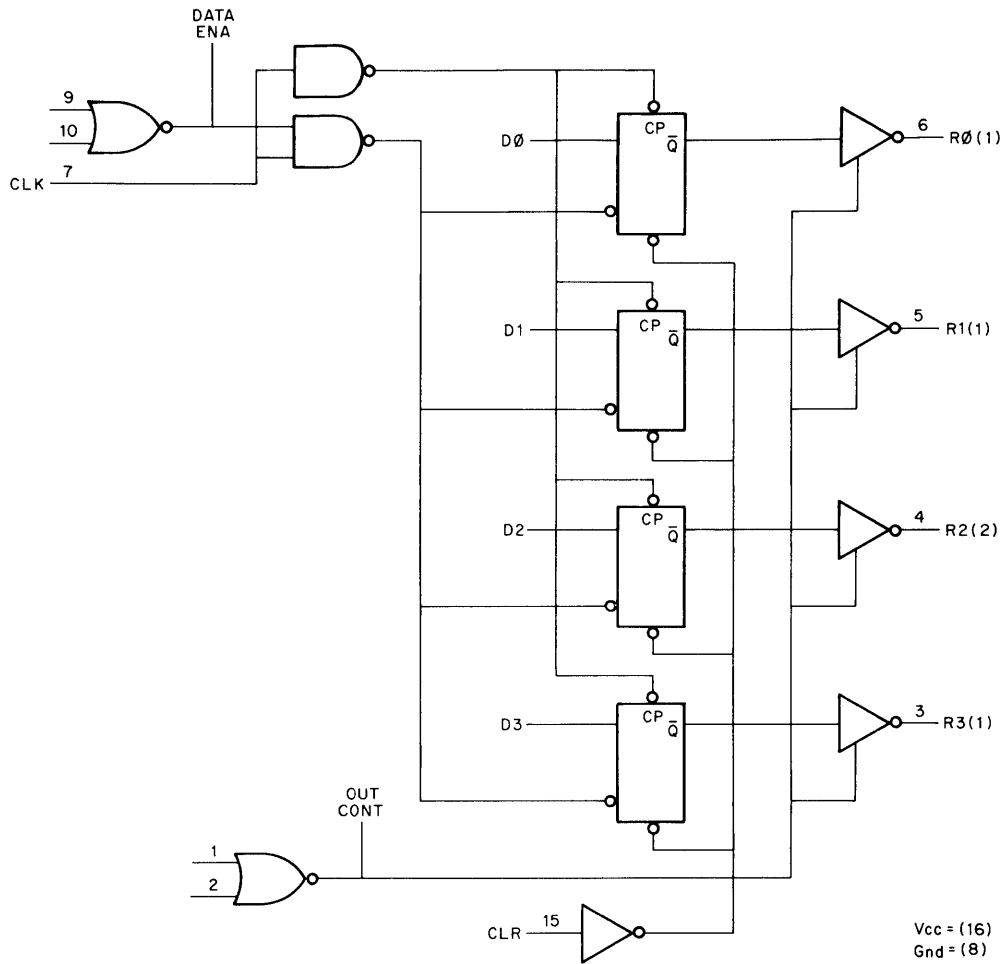 DATA
ENA
9
10
CLK 7
D0̸ CP Q̅ 6 RØ(1)
D1 CP Q̅ 5 R1(1)
D2 CP Q̅ 4 R2(2)
D3 CP Q̅ 3 R3(1)
OUT
CONT
1
2
CLR 15
Vcc = (16)
Gnd = (8)